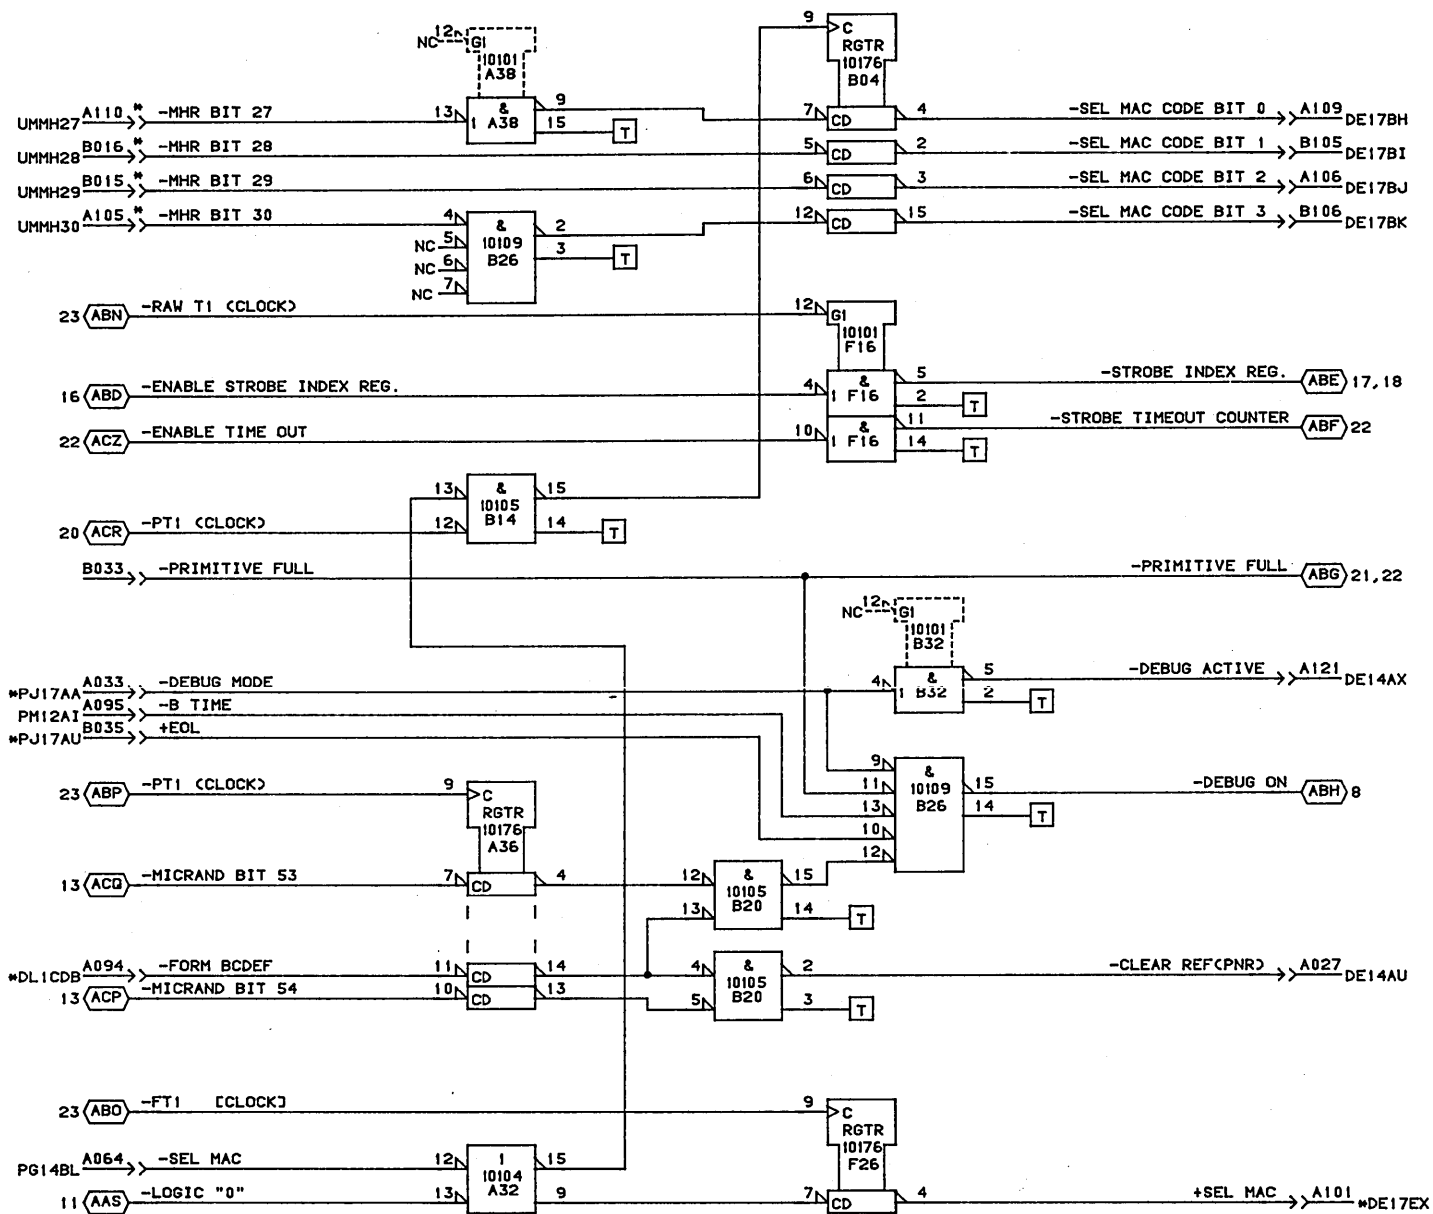 NC 12 G1 10101 A38
9 C RGTR 10176 B04
UMMH27 A110 * -MHR BIT 27 13 1 & A38 9 15 T 7 CD 4 -SEL MAC CODE BIT 0 A109 DE17BH
UMMH28 B016 * -MHR BIT 28 5 CD 2 -SEL MAC CODE BIT 1 B105 DE17BI
UMMH29 B015 * -MHR BIT 29 6 CD 3 -SEL MAC CODE BIT 2 A106 DE17BJ
UMMH30 A105 * -MHR BIT 30 4 & 10109 B26 2 3 T 12 CD 15 -SEL MAC CODE BIT 3 B106 DE17BK
NC 5
NC 6
NC 7
23 ABN -RAW T1 (CLOCK) 12 G1 10101 F16
16 ABD -ENABLE STROBE INDEX REG. 4 1 & F16 5 2 T -STROBE INDEX REG. ABE 17,18
22 ACZ -ENABLE TIME OUT 10 1 & F16 11 14 T -STROBE TIMEOUT COUNTER ABF 22
13 & 10105 B14 15
20 ACR -PT1 (CLOCK) 12 14 T
B033 -PRIMITIVE FULL -PRIMITIVE FULL ABG 21,22
NC 12 G1 10101 B32
*PJ17AA A033 -DEBUG MODE 4 1 & B32 5 2 T -DEBUG ACTIVE A121 DE14AX
PM12AI A095 -B TIME
*PJ17AU B035 +EOL
9 11 13 10 12 & 10109 B26 15 14 T -DEBUG ON ABH 8
23 ABP -PT1 (CLOCK) 9 C RGTR 10176 A36
13 ACQ -MICRAND BIT 53 7 CD 4 12 13 & 10105 B20 15 14 T
*DL1CDB A094 -FORM BCDEF 11 CD 14 4 & 10105 B20 2 -CLEAR REF(PNR) A027 DE14AU
13 ACP -MICRAND BIT 54 10 CD 13 5 3 T
23 ABO -FT1 [CLOCK] 9 C RGTR 10176 F26
PG14BL A064 -SEL MAC 12 1 10104 A32 15
11 AAS -LOGIC "0" 13 9 7 CD 4 +SEL MAC A101 *DE17EX